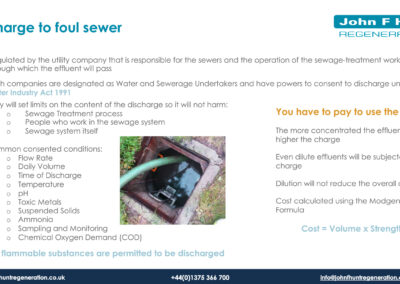 charge to foul sewer
John F H
REGENER
gulated by the utility company that is responsible for the sewers and the operation of the sewage-treatment work
ough which the effluent will pass
h companies are designated as Water and Sewerage Undertakers and have powers to consent to discharge un
ter Industry Act 1991
y will set limits on the content of the discharge so it will not harm:
o Sewage Treatment process
o People who work in the sewage system
o Sewage system itself
mmon consented conditions:
o Flow Rate
o Daily Volume
o Time of Discharge
o Temperature
o pH
o Toxic Metals
o Suspended Solids
o Ammonia
o Sampling and Monitoring
o Chemical Oxygen Demand (COD)
flammable substances are permitted to be discharged
You have to pay to use the
The more concentrated the effluen
higher the charge
Even dilute effluents will be subjecte
charge
Dilution will not reduce the overall c
Cost calculated using the Modgen
Formula
Cost = Volume x Strength
huntregeneration.co.uk
+44(0)1375 366 700
info@johnfhuntregeneration.co